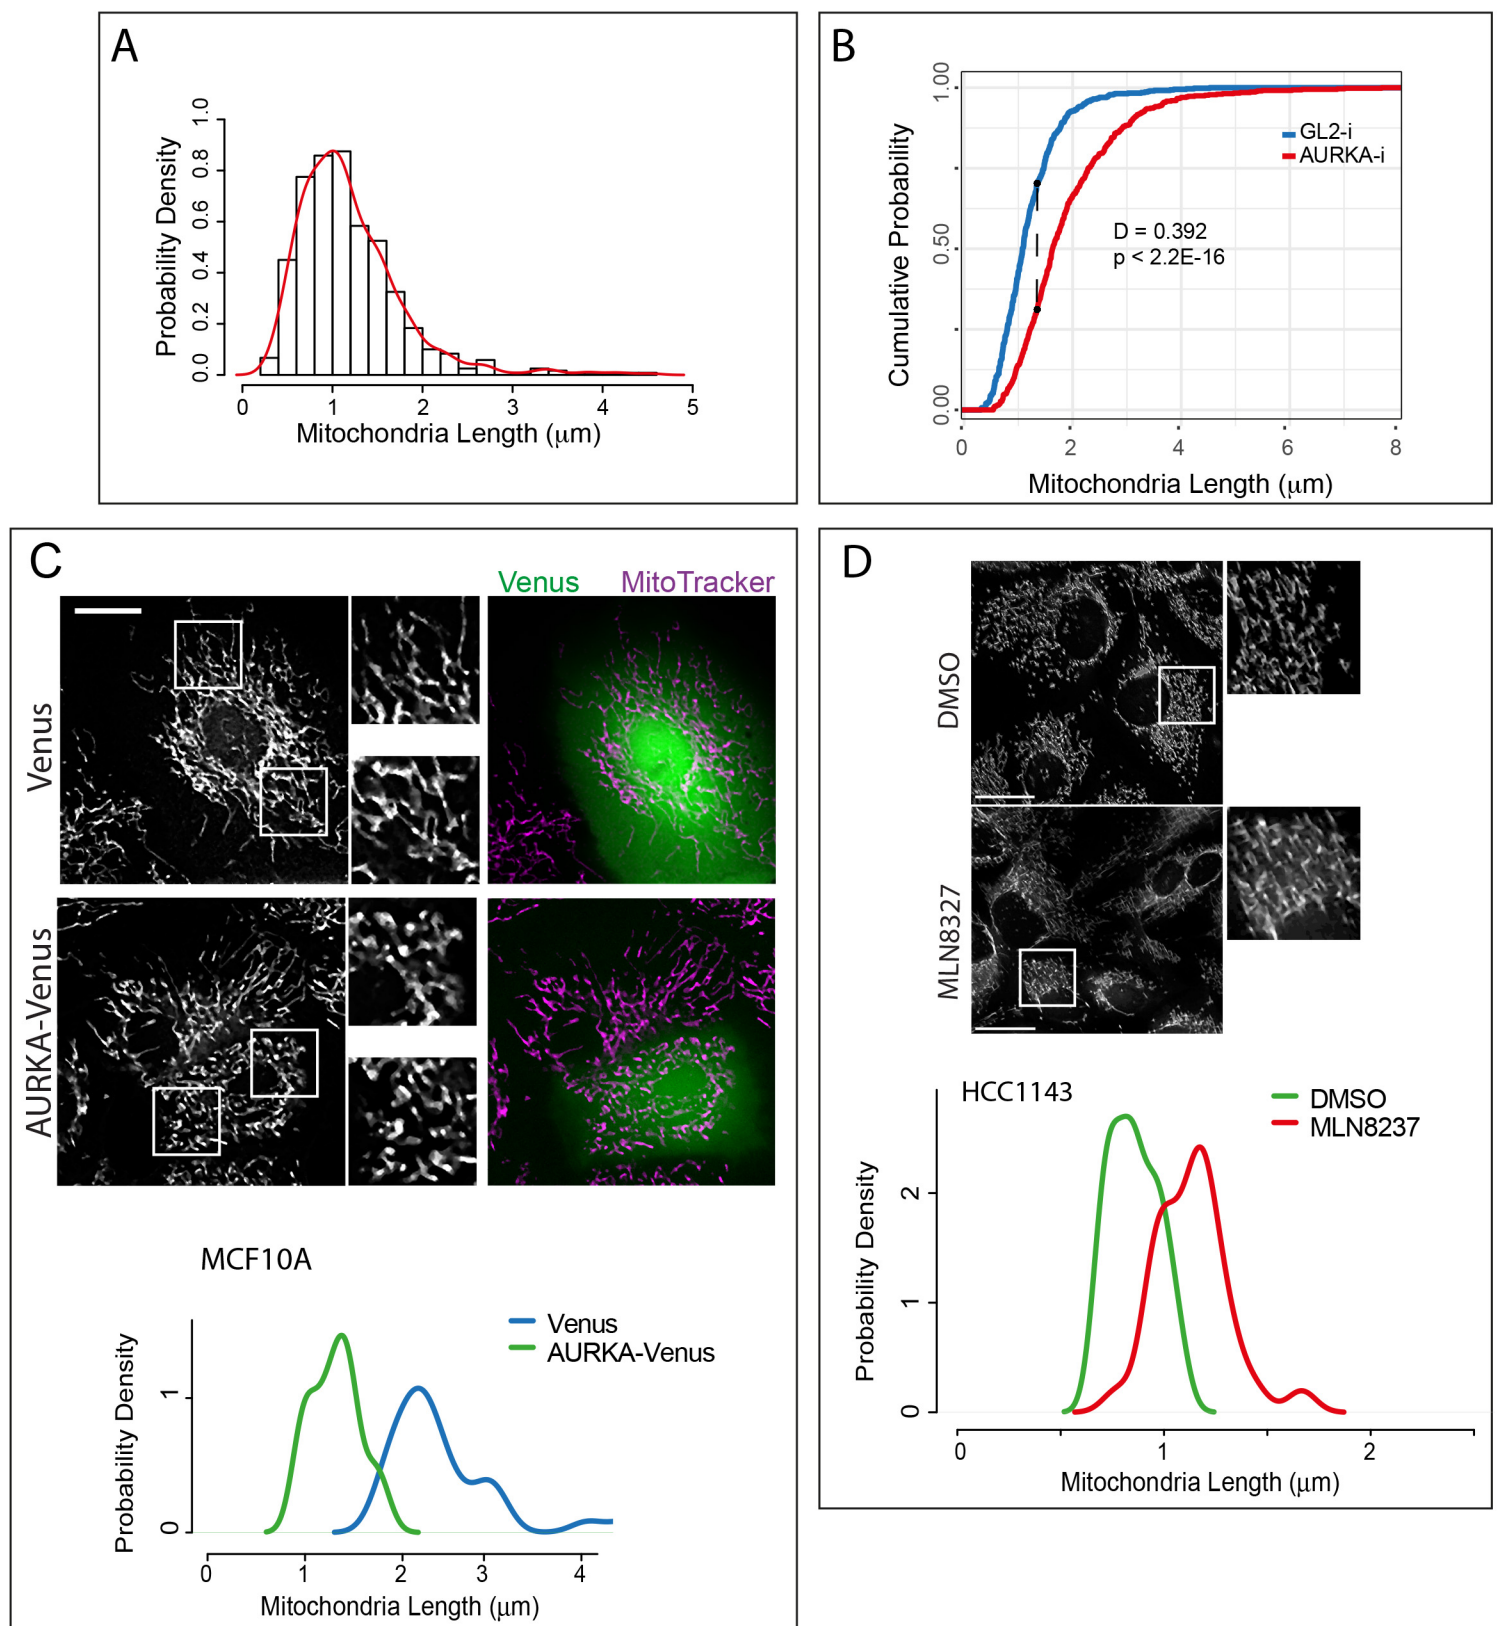 A
Probability Density
0.0 0.2 0.4 0.6 0.8 1.0
0 1 2 3 4 5
Mitochondria Length (μm)
B
Cumulative Probability
0.00 0.50 1.00
GL2-i
AURKA-i
D = 0.392
p < 2.2E-16
0 2 4 6 8
Mitochondria Length (μm)
C
Venus MitoTracker
Venus
AURKA-Venus
MCF10A
Venus
AURKA-Venus
Probability Density
0 1
0 1 2 3 4
Mitochondria Length (μm)
D
DMSO
MLN8327
HCC1143
DMSO
MLN8237
Probability Density
0 1 2
0 1 2
Mitochondria Length (μm)